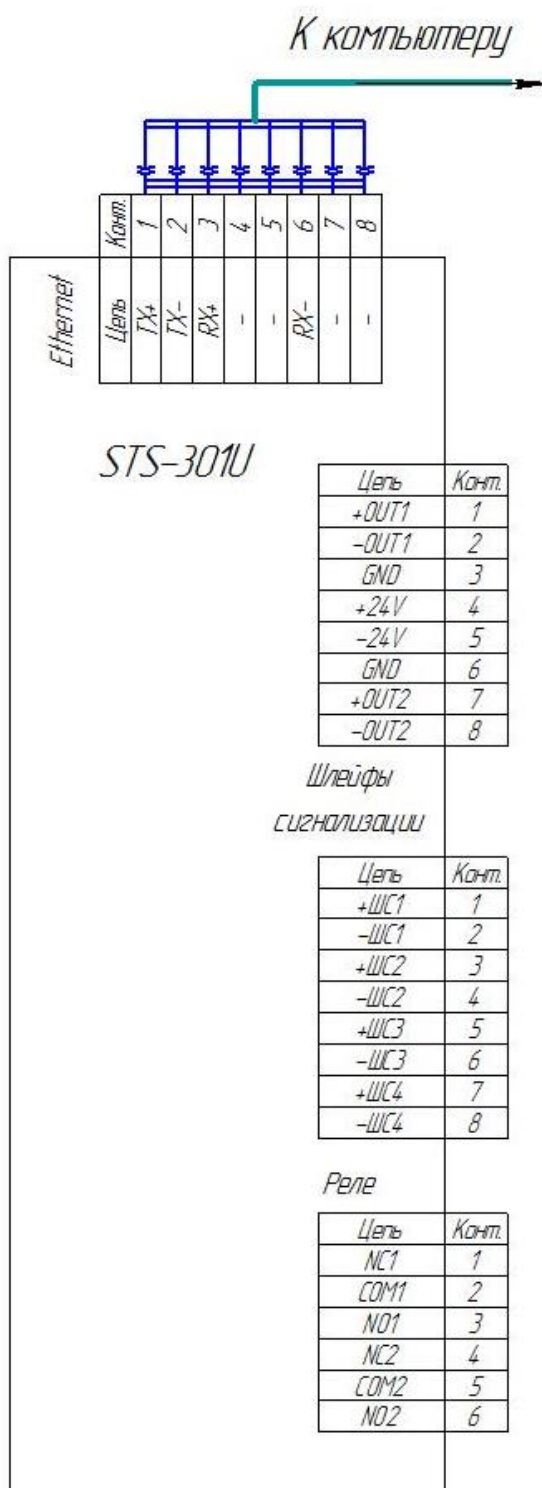 К компьютеру
Конт. 1 2 3 4 5 6 7 8
Ethernet
Цепь TX+ TX- RX+ - - RX- - -
STS-301U
Цепь Конт.
+OUT1 1
-OUT1 2
GND 3
+24V 4
-24V 5
GND 6
+OUT2 7
-OUT2 8
Шлейфы
сигнализации
Цепь Конт.
+ШС1 1
-ШС1 2
+ШС2 3
-ШС2 4
+ШС3 5
-ШС3 6
+ШС4 7
-ШС4 8
Реле
Цепь Конт.
NC1 1
COM1 2
NO1 3
NC2 4
COM2 5
NO2 6